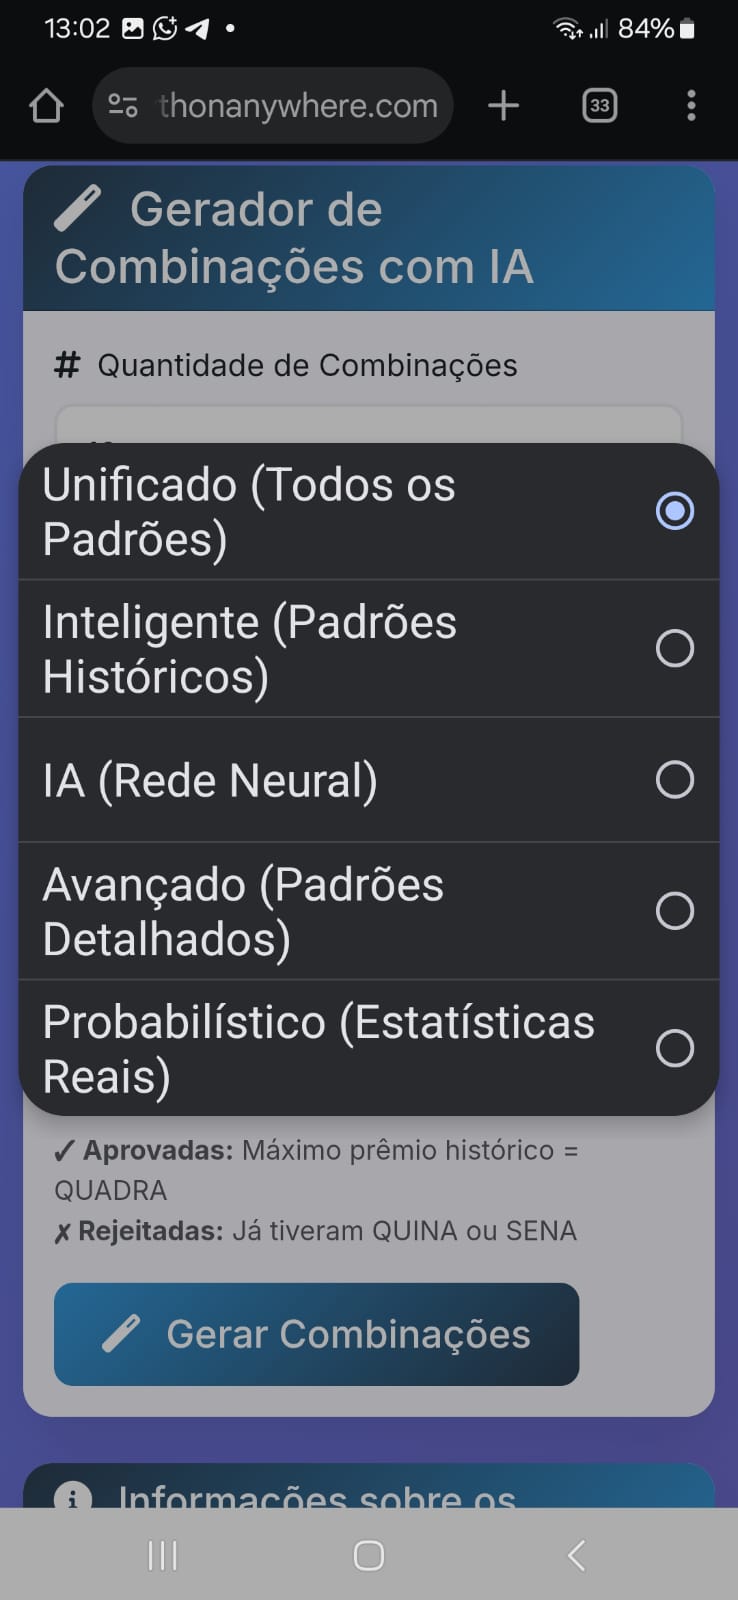 13:02
84%
thonanywhere.com
33
Gerador de
Combinações com IA
# Quantidade de Combinações
Unificado (Todos os
Padrões)
Inteligente (Padrões
Históricos)
IA (Rede Neural)
Avançado (Padrões
Detalhados)
Probabilístico (Estatísticas
Reais)
✓ Aprovadas: Máximo prêmio histórico =
QUADRA
✗ Rejeitadas: Já tiveram QUINA ou SENA
Gerar Combinações
Informações sobre os